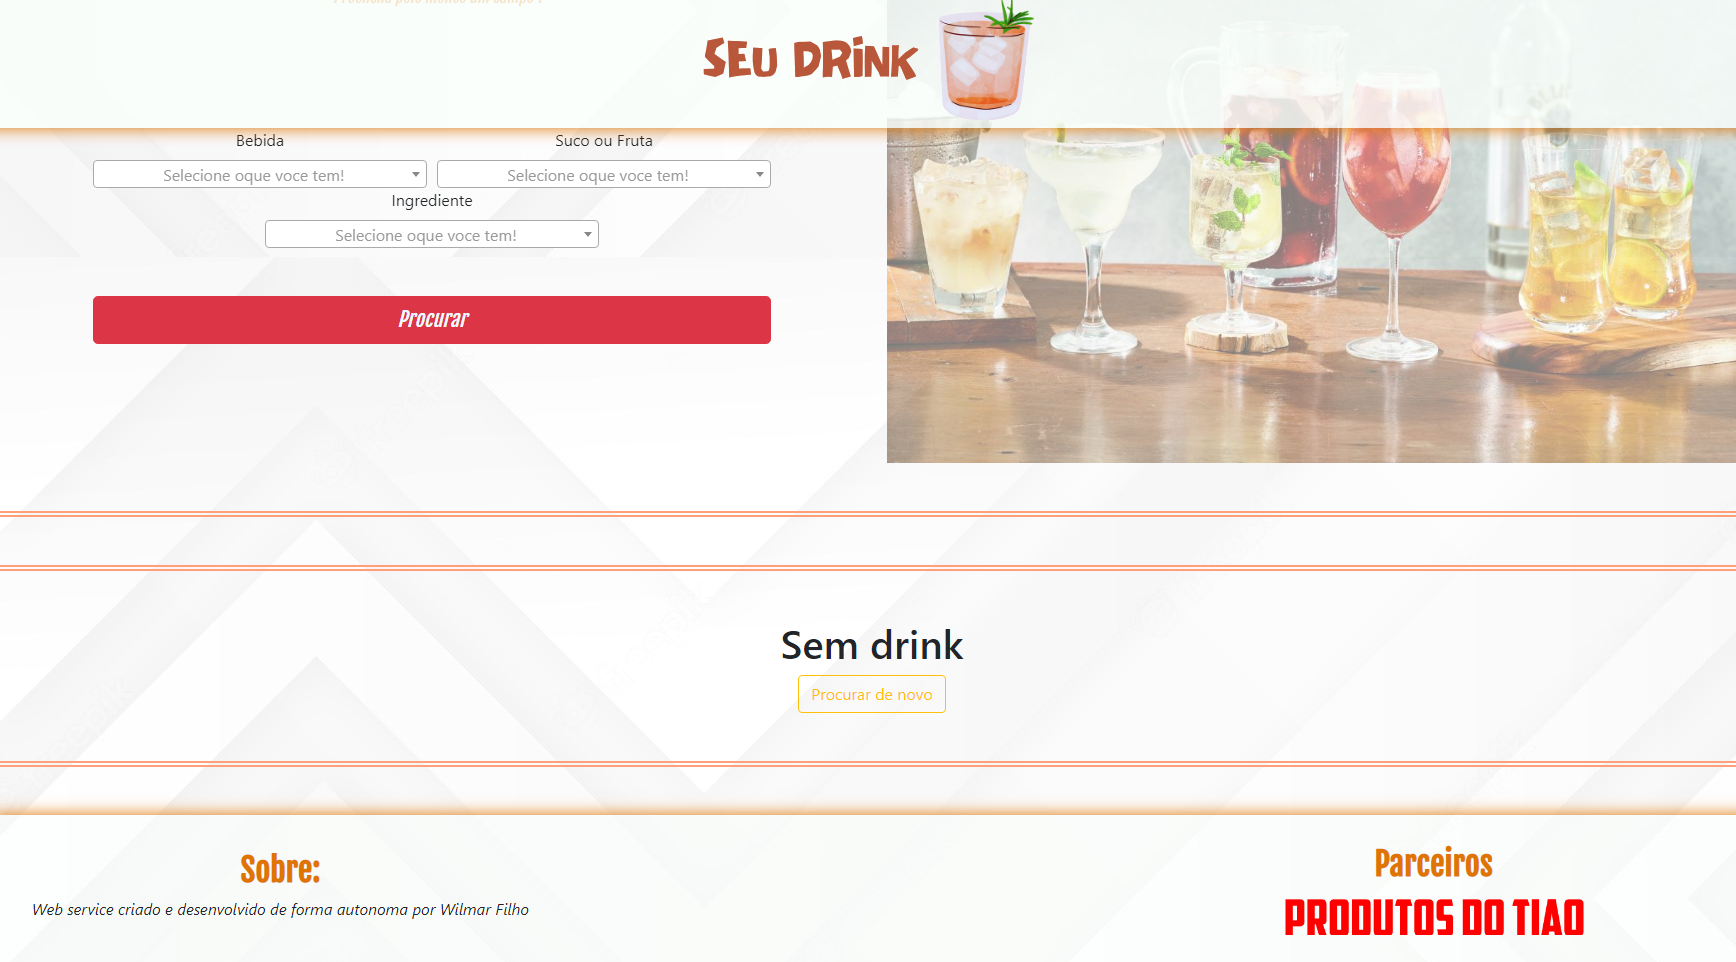 SEU DRINK
Bebida
Suco ou Fruta
Selecione oque voce tem!
Selecione oque voce tem!
Ingrediente
Selecione oque voce tem!
Procurar
Sem drink
Procurar de novo
Sobre:
Web service criado e desenvolvido de forma autonoma por Wilmar Filho
Parceiros
PRODUTOS DO TIAO